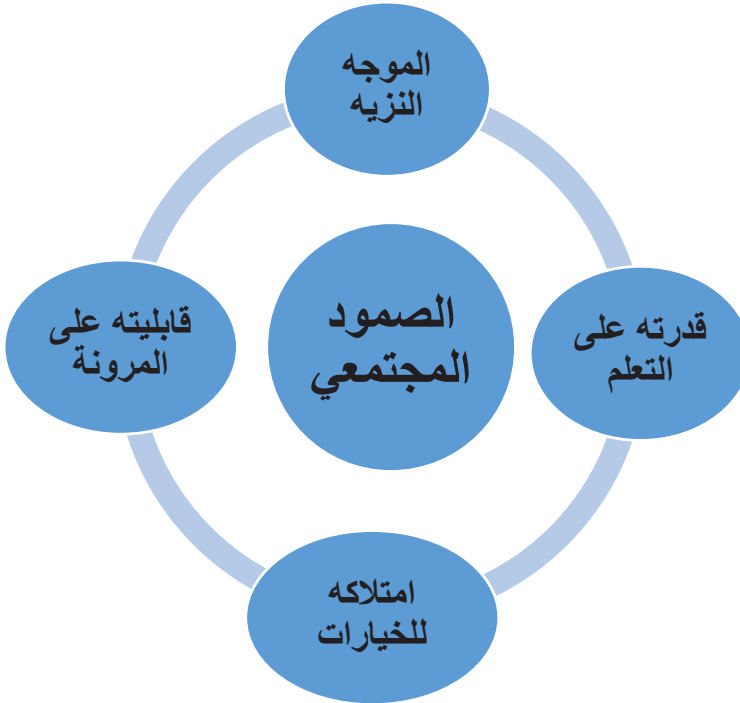 الموجه
النزيه
الصمود
المجتمعي
قدرته على
التعلم
قابليته على
المرونة
امتلاكه
للخيارات